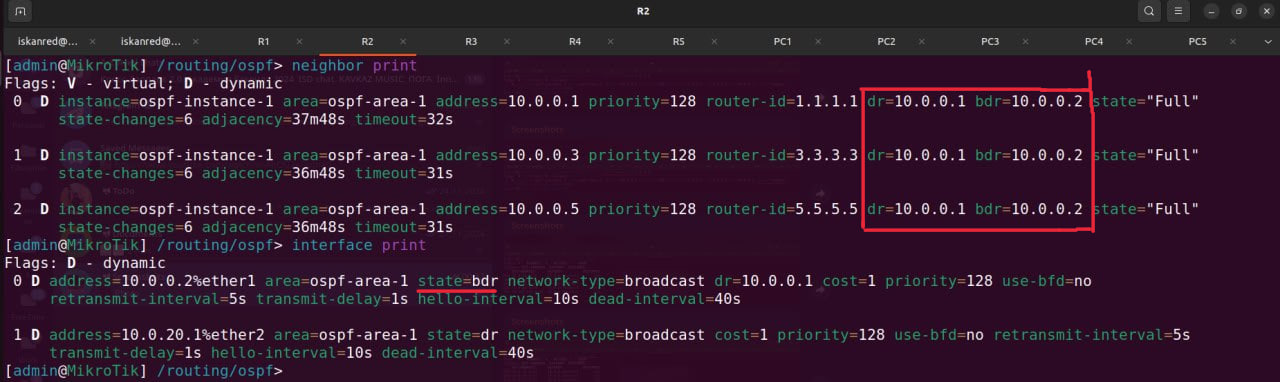 R2
iskanred@...
iskanred@...
R1
R2
R3
R4
R5
PC1
PC2
PC3
PC4
PC5
[admin@MikroTik] /routing/ospf> neighbor print
Flags: V - virtual; D - dynamic
0 D instance=ospf-instance-1 area=ospf-area-1 address=10.0.0.1 priority=128 router-id=1.1.1.1 dr=10.0.0.1 bdr=10.0.0.2 state="Full"
state-changes=6 adjacency=37m48s timeout=32s
1 D instance=ospf-instance-1 area=ospf-area-1 address=10.0.0.3 priority=128 router-id=3.3.3.3 dr=10.0.0.1 bdr=10.0.0.2 state="Full"
state-changes=6 adjacency=36m48s timeout=31s
2 D instance=ospf-instance-1 area=ospf-area-1 address=10.0.0.5 priority=128 router-id=5.5.5.5 dr=10.0.0.1 bdr=10.0.0.2 state="Full"
state-changes=6 adjacency=36m48s timeout=31s
[admin@MikroTik] /routing/ospf> interface print
Flags: D - dynamic
0 D address=10.0.0.2%ether1 area=ospf-area-1 state=bdr network-type=broadcast dr=10.0.0.1 cost=1 priority=128 use-bfd=no
retransmit-interval=5s transmit-delay=1s hello-interval=10s dead-interval=40s
1 D address=10.0.20.1%ether2 area=ospf-area-1 state=dr network-type=broadcast cost=1 priority=128 use-bfd=no retransmit-interval=5s
transmit-delay=1s hello-interval=10s dead-interval=40s
[admin@MikroTik] /routing/ospf>